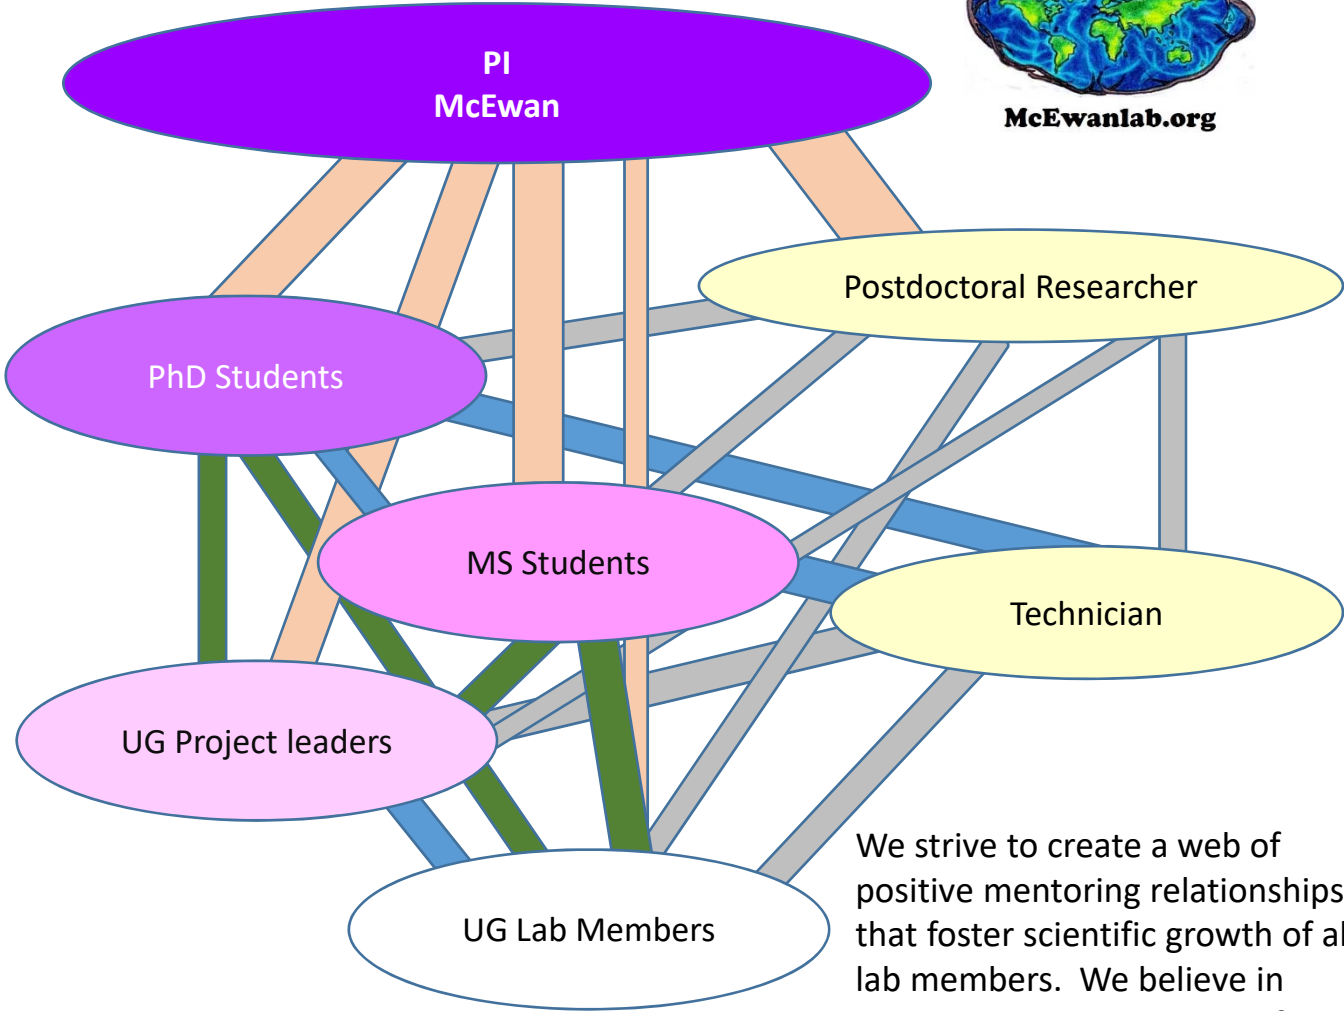 PI
McEwan
McEwanlab.org
Postdoctoral Researcher
PhD Students
MS Students
Technician
UG Project leaders
UG Lab Members
We strive to create a web of
positive mentoring relationships
that foster scientific growth of al
lab members.  We believe in